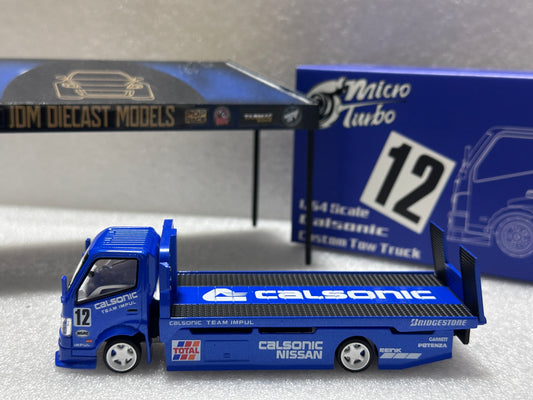 JDM DIECAST MODELS
Micro
Turbo
12
1:64 Scale
Calsonic
Custom Tow Truck
CALSONIC
CALSONIC
TEAM IMPUL
12
CALSONIC TEAM IMPUL
BRIDGESTONE
TOTAL
CALSONIC
NISSAN
GARRETT
POTENZA